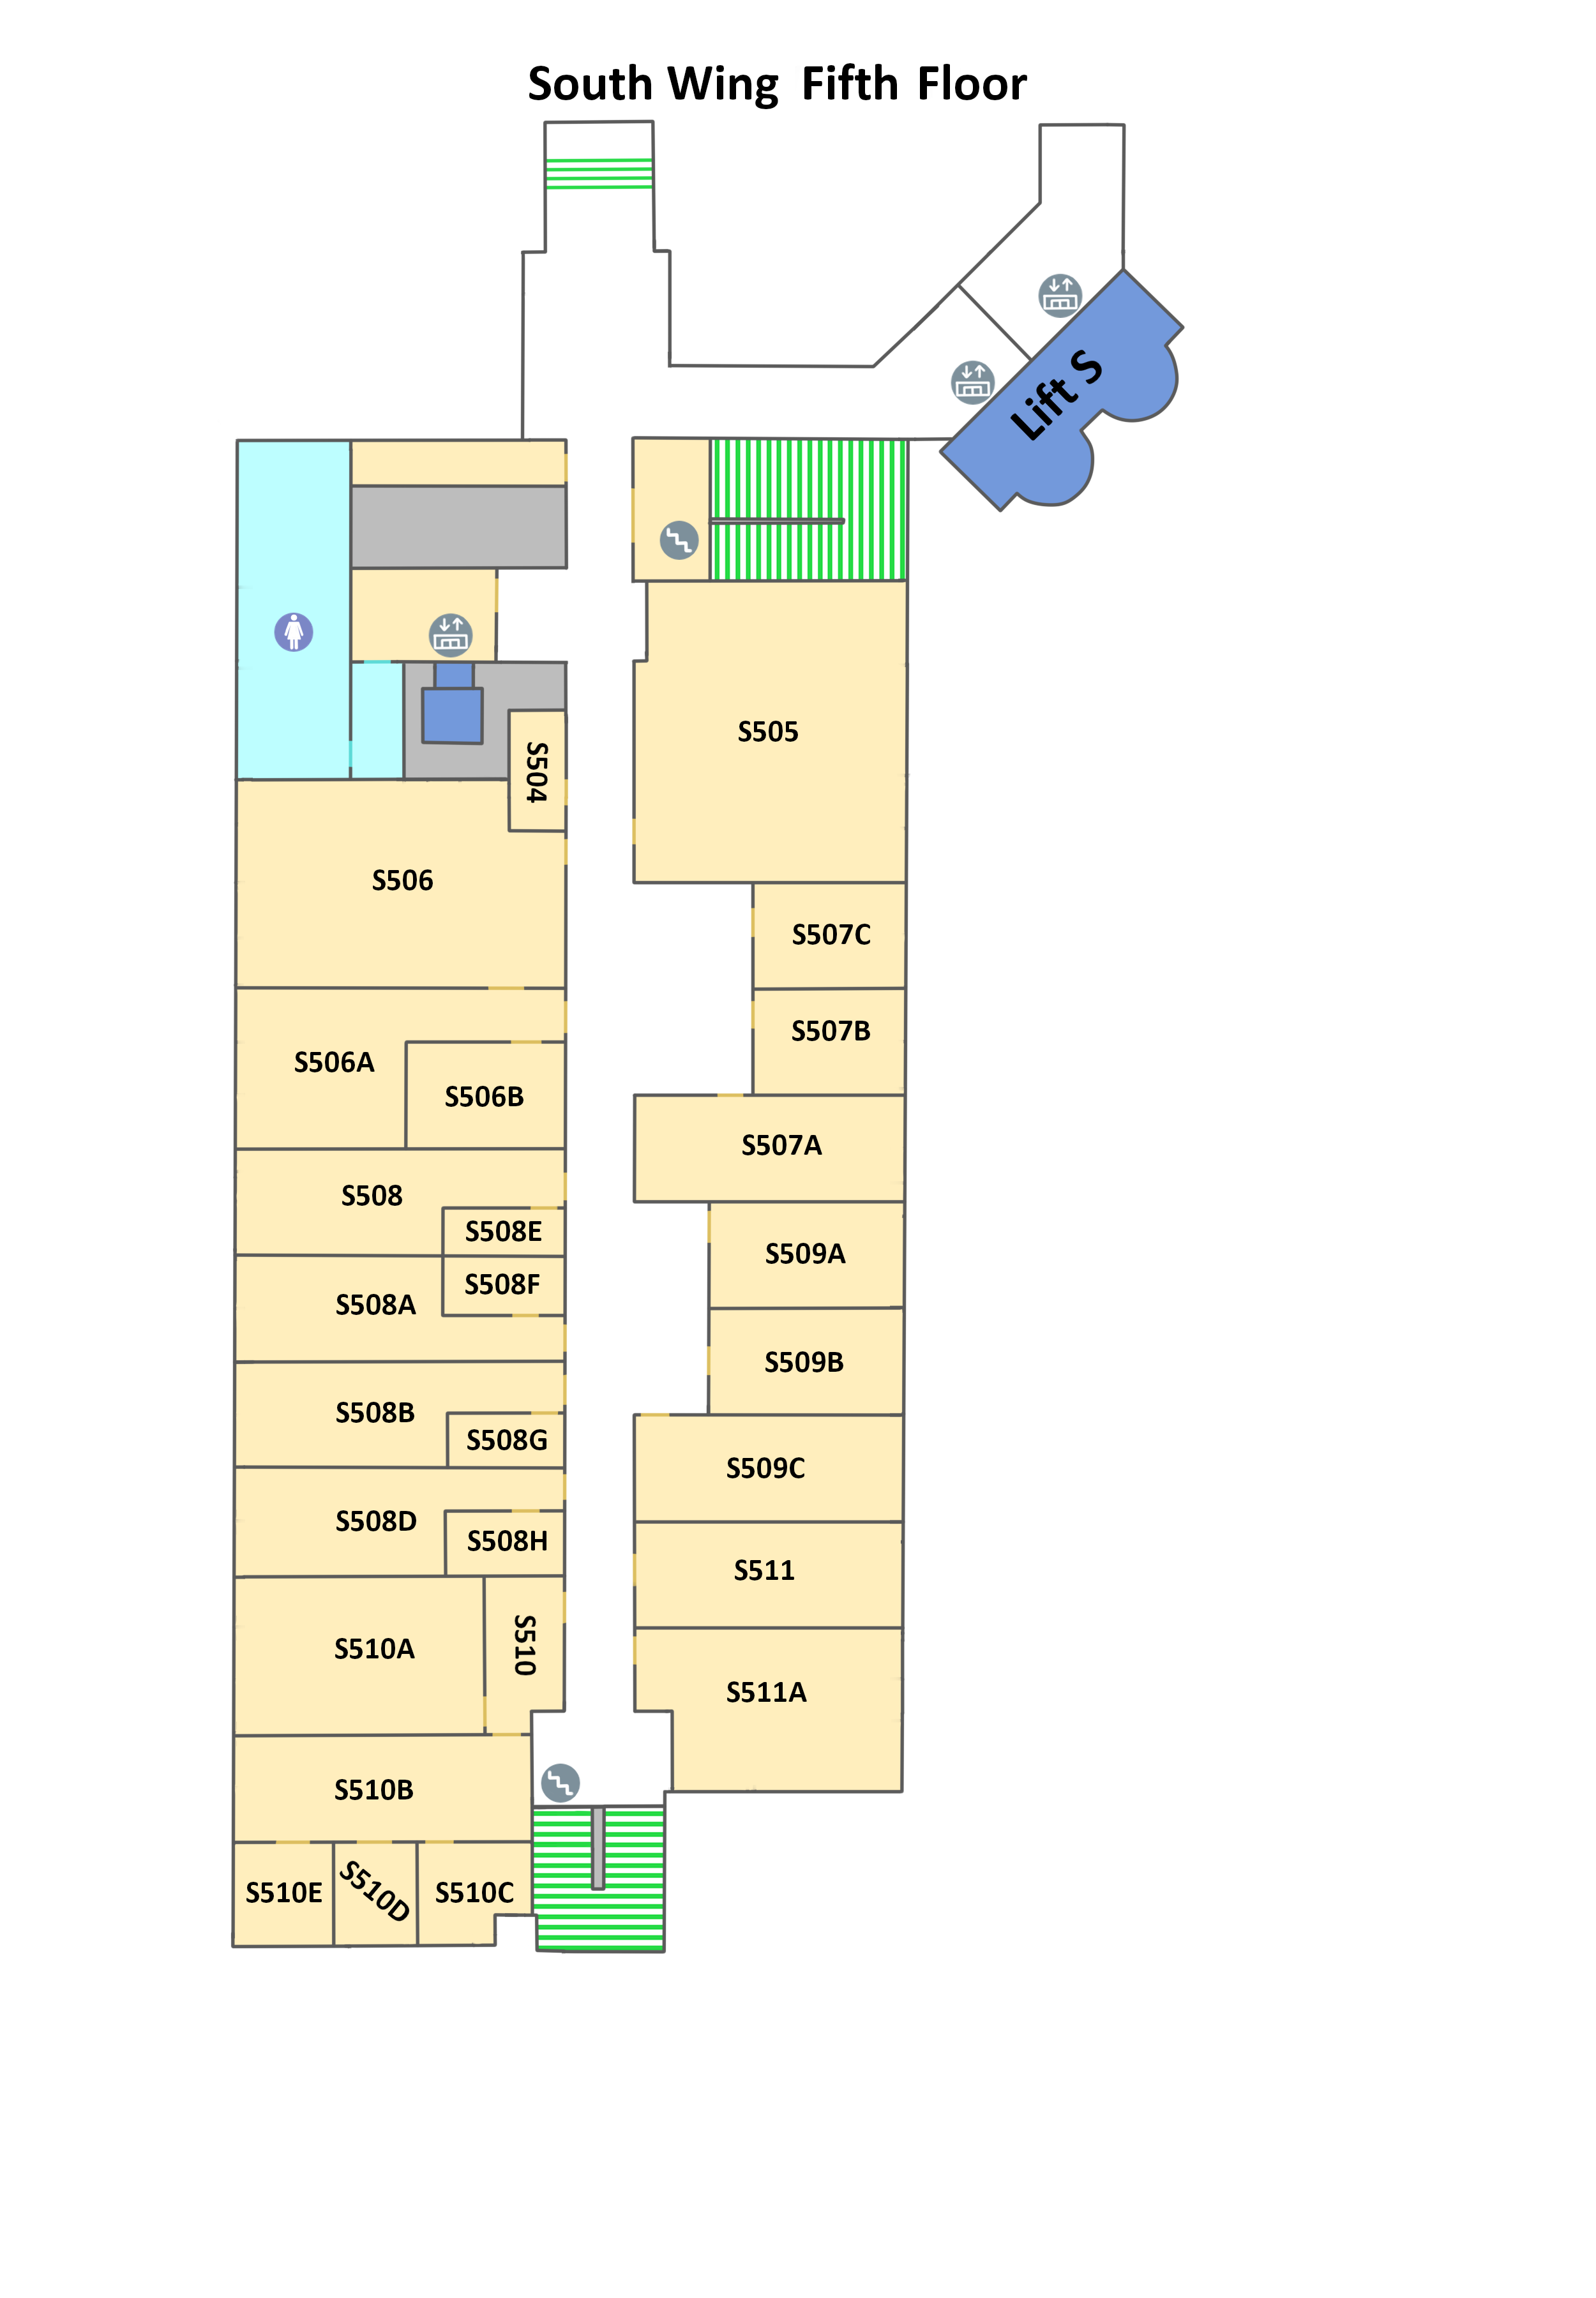 South Wing Fifth Floor
Lift S
S504
S505
S506
S507C
S507B
S506A
S506B
S507A
S508
S508E
S509A
S508F
S508A
S509B
S508B
S508G
S509C
S508D
S508H
S511
S510
S510A
S511A
S510B
S510E
S510D
S510C